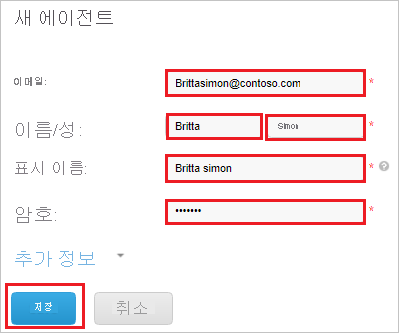 새 에이전트
이메일: Brittasimon@contoso.com *
이름/성: Britta Simon *
표시 이름: Britta simon * ?
암호: ••••••• *
추가 정보
저장 취소